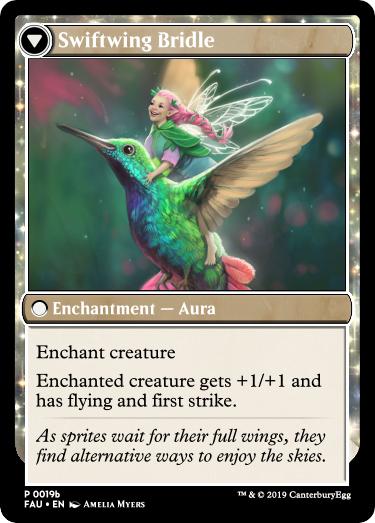 Swiftwing Bridle
Enchantment — Aura
Enchant creature
Enchanted creature gets +1/+1 and
has flying and first strike.
As sprites wait for their full wings, they
find alternative ways to enjoy the skies.
P 0019b
FAU • EN Amelia Myers
™ & © 2019 CanterburyEgg